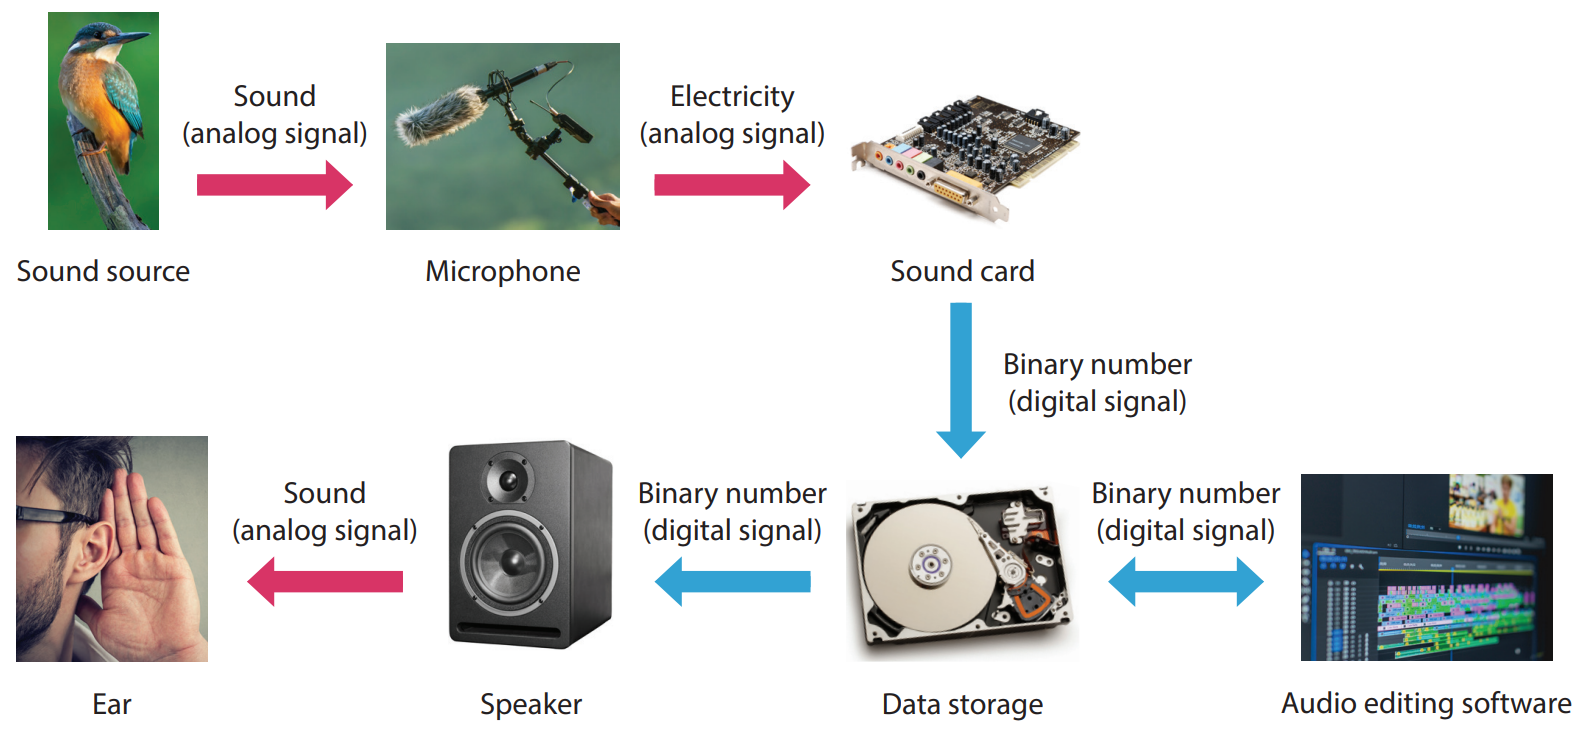 Sound
(analog signal)
Electricity
(analog signal)
Sound source
Microphone
Sound card
Binary number
(digital signal)
Sound
(analog signal)
Binary number
(digital signal)
Binary number
(digital signal)
Ear
Speaker
Data storage
Audio editing software